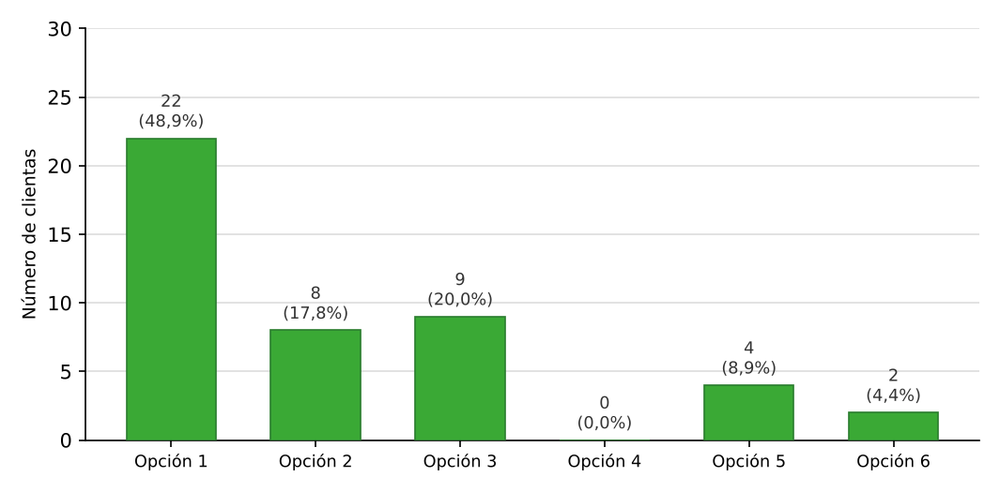 Número de clientas
30
25
20
15
10
5
0
22
(48,9%)
8
(17,8%)
9
(20,0%)
0
(0,0%)
4
(8,9%)
2
(4,4%)
Opción 1
Opción 2
Opción 3
Opción 4
Opción 5
Opción 6